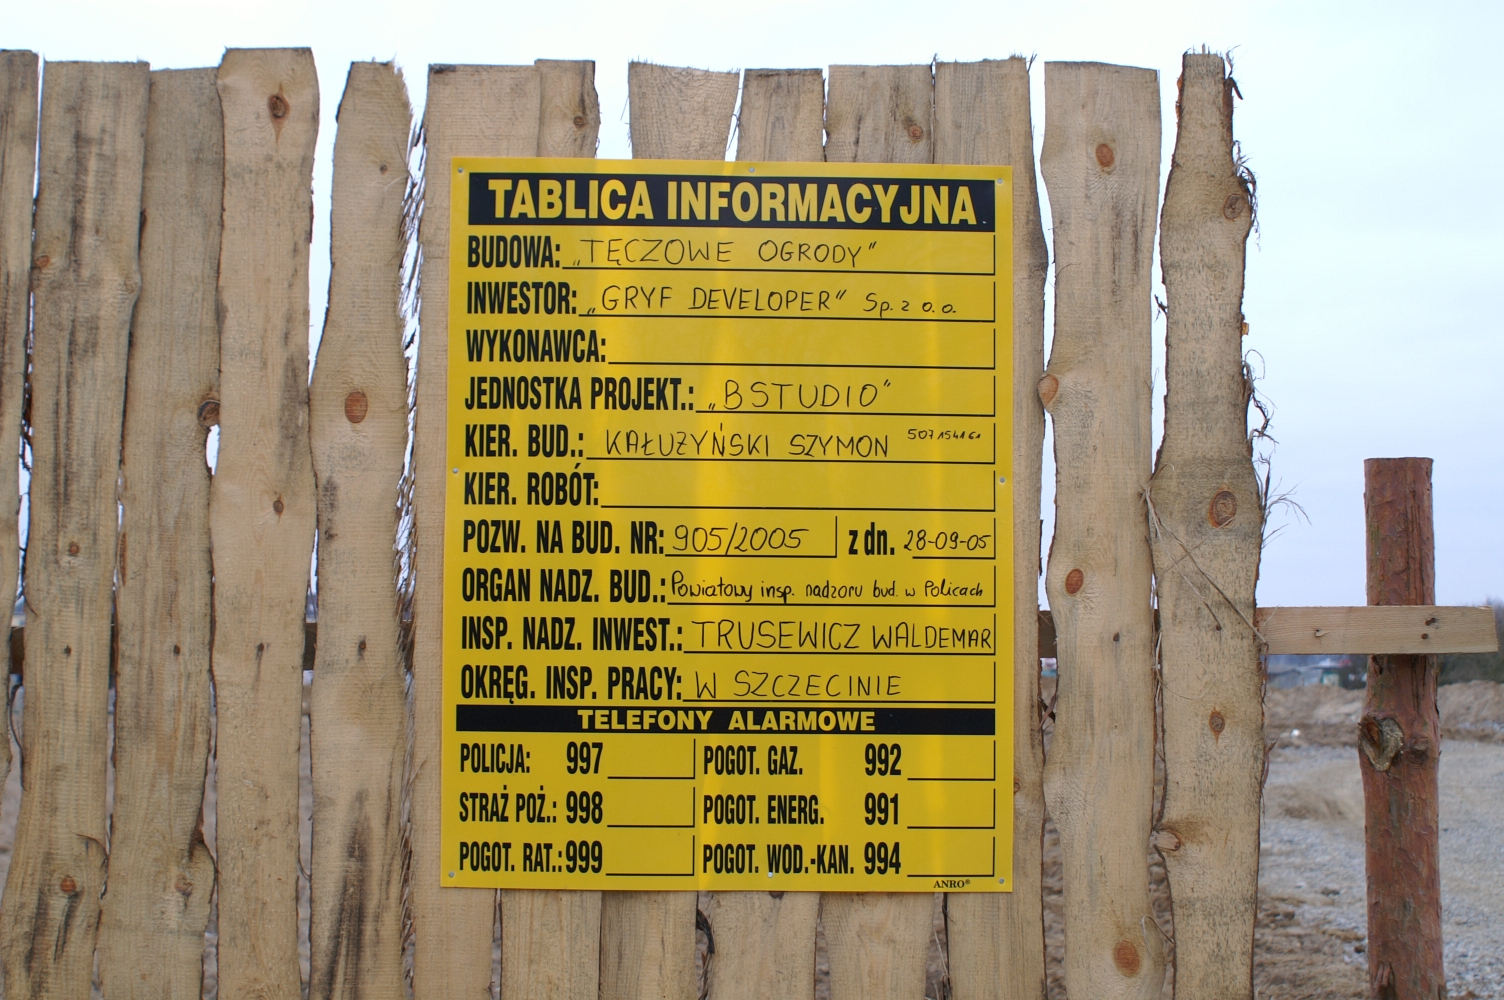 TABLICA INFORMACYJNA
BUDOWA: „TĘCZOWE OGRODY”
INWESTOR: „GRYF DEVELOPER” Sp. z o.o.
WYKONAWCA:
JEDNOSTKA PROJEKT.: „BSTUDIO”
KIER. BUD.: KAŁUŻYŃSKI SZYMON 507154161
KIER. ROBÓT:
POZW. NA BUD. NR: 905/2005 z dn. 28-09-05
ORGAN NADZ. BUD.: Powiatowy insp. nadzoru bud. w Policach
INSP. NADZ. INWEST.: TRUSEWICZ WALDEMAR
OKRĘG. INSP. PRACY: W SZCZECINIE
TELEFONY ALARMOWE
POLICJA: 997 POGOT. GAZ. 992
STRAŻ POŻ.: 998 POGOT. ENERG. 991
POGOT. RAT.: 999 POGOT. WOD.-KAN. 994
ANRO®